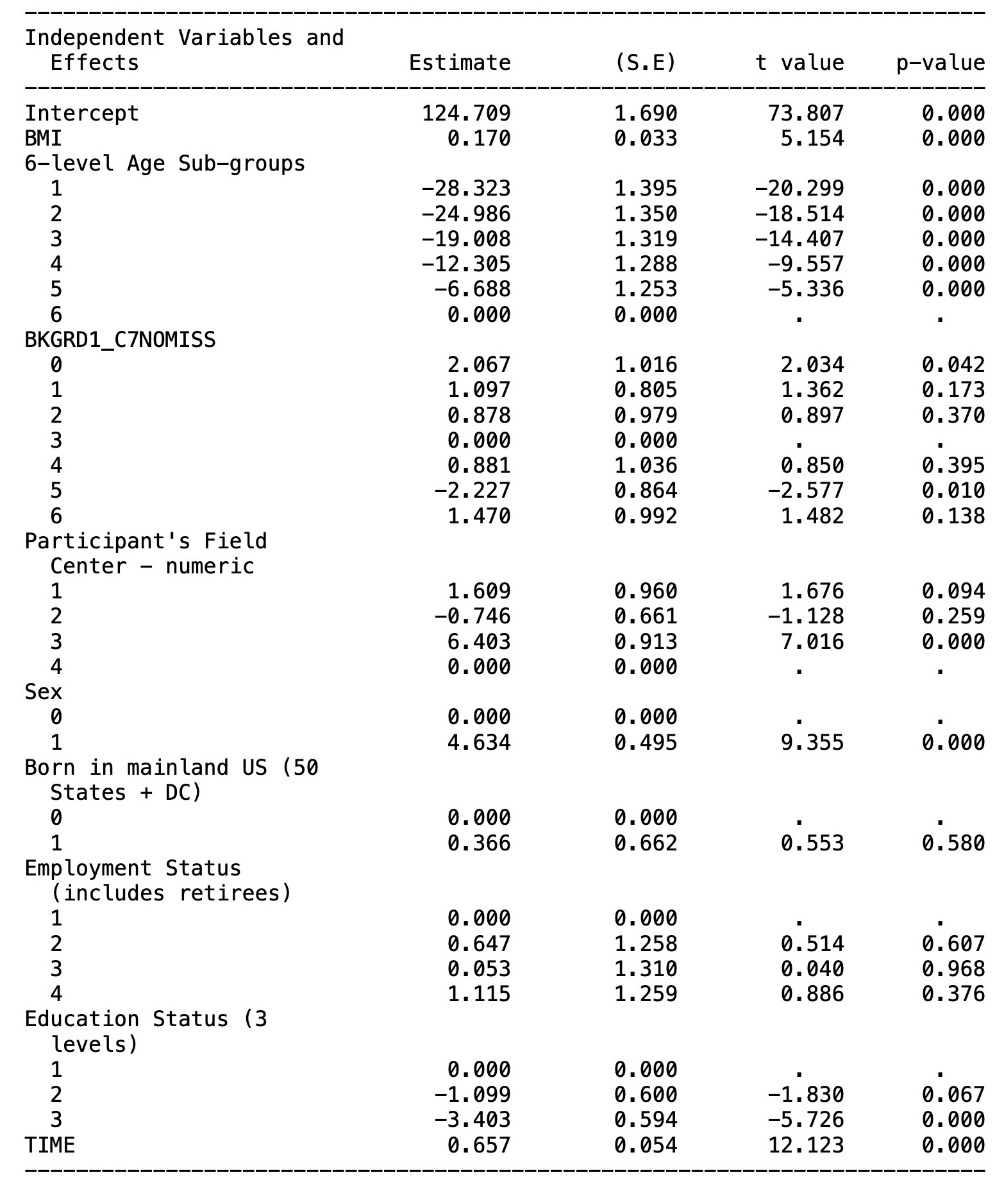 Independent Variables and
Effects Estimate (S.E) t value p-value
Intercept 124.709 1.690 73.807 0.000
BMI 0.170 0.033 5.154 0.000
6-level Age Sub-groups
1 -28.323 1.395 -20.299 0.000
2 -24.986 1.350 -18.514 0.000
3 -19.008 1.319 -14.407 0.000
4 -12.305 1.288 -9.557 0.000
5 -6.688 1.253 -5.336 0.000
6 0.000 0.000 . .
BKGRD1_C7NOMISS
0 2.067 1.016 2.034 0.042
1 1.097 0.805 1.362 0.173
2 0.878 0.979 0.897 0.370
3 0.000 0.000 . .
4 0.881 1.036 0.850 0.395
5 -2.227 0.864 -2.577 0.010
6 1.470 0.992 1.482 0.138
Participant's Field
Center - numeric
1 1.609 0.960 1.676 0.094
2 -0.746 0.661 -1.128 0.259
3 6.403 0.913 7.016 0.000
4 0.000 0.000 . .
Sex
0 0.000 0.000 . .
1 4.634 0.495 9.355 0.000
Born in mainland US (50
States + DC)
0 0.000 0.000 . .
1 0.366 0.662 0.553 0.580
Employment Status
(includes retirees)
1 0.000 0.000 . .
2 0.647 1.258 0.514 0.607
3 0.053 1.310 0.040 0.968
4 1.115 1.259 0.886 0.376
Education Status (3
levels)
1 0.000 0.000 . .
2 -1.099 0.600 -1.830 0.067
3 -3.403 0.594 -5.726 0.000
TIME 0.657 0.054 12.123 0.000